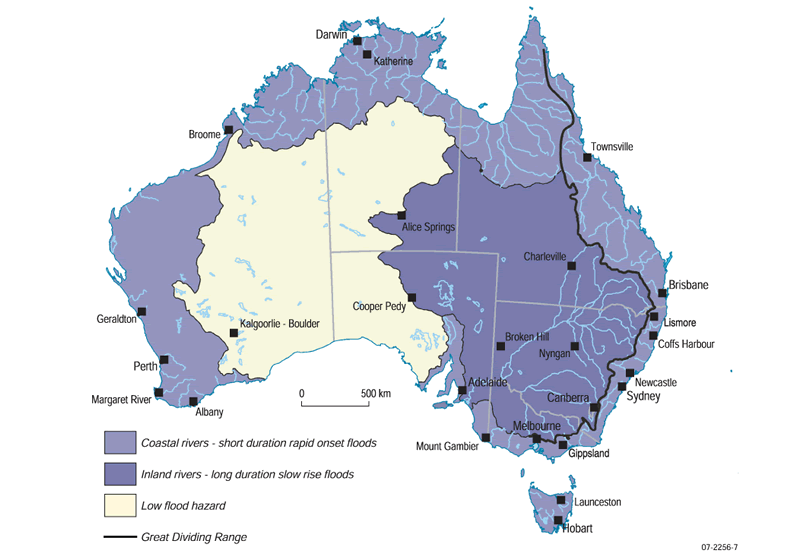 Darwin
Katherine
Broome
Townsville
Alice Springs
Charleville
Brisbane
Cooper Pedy
Geraldton
Lismore
Kalgoorlie - Boulder
Broken Hill
Coffs Harbour
Nyngan
Perth
Newcastle
Adelaide
Sydney
Margaret River
Canberra
Albany
0 500 km
Melbourne
Mount Gambier
Gippsland
Coastal rivers - short duration rapid onset floods
Inland rivers - long duration slow rise floods
Low flood hazard
Great Dividing Range
Launceston
Hobart
07-2256-7